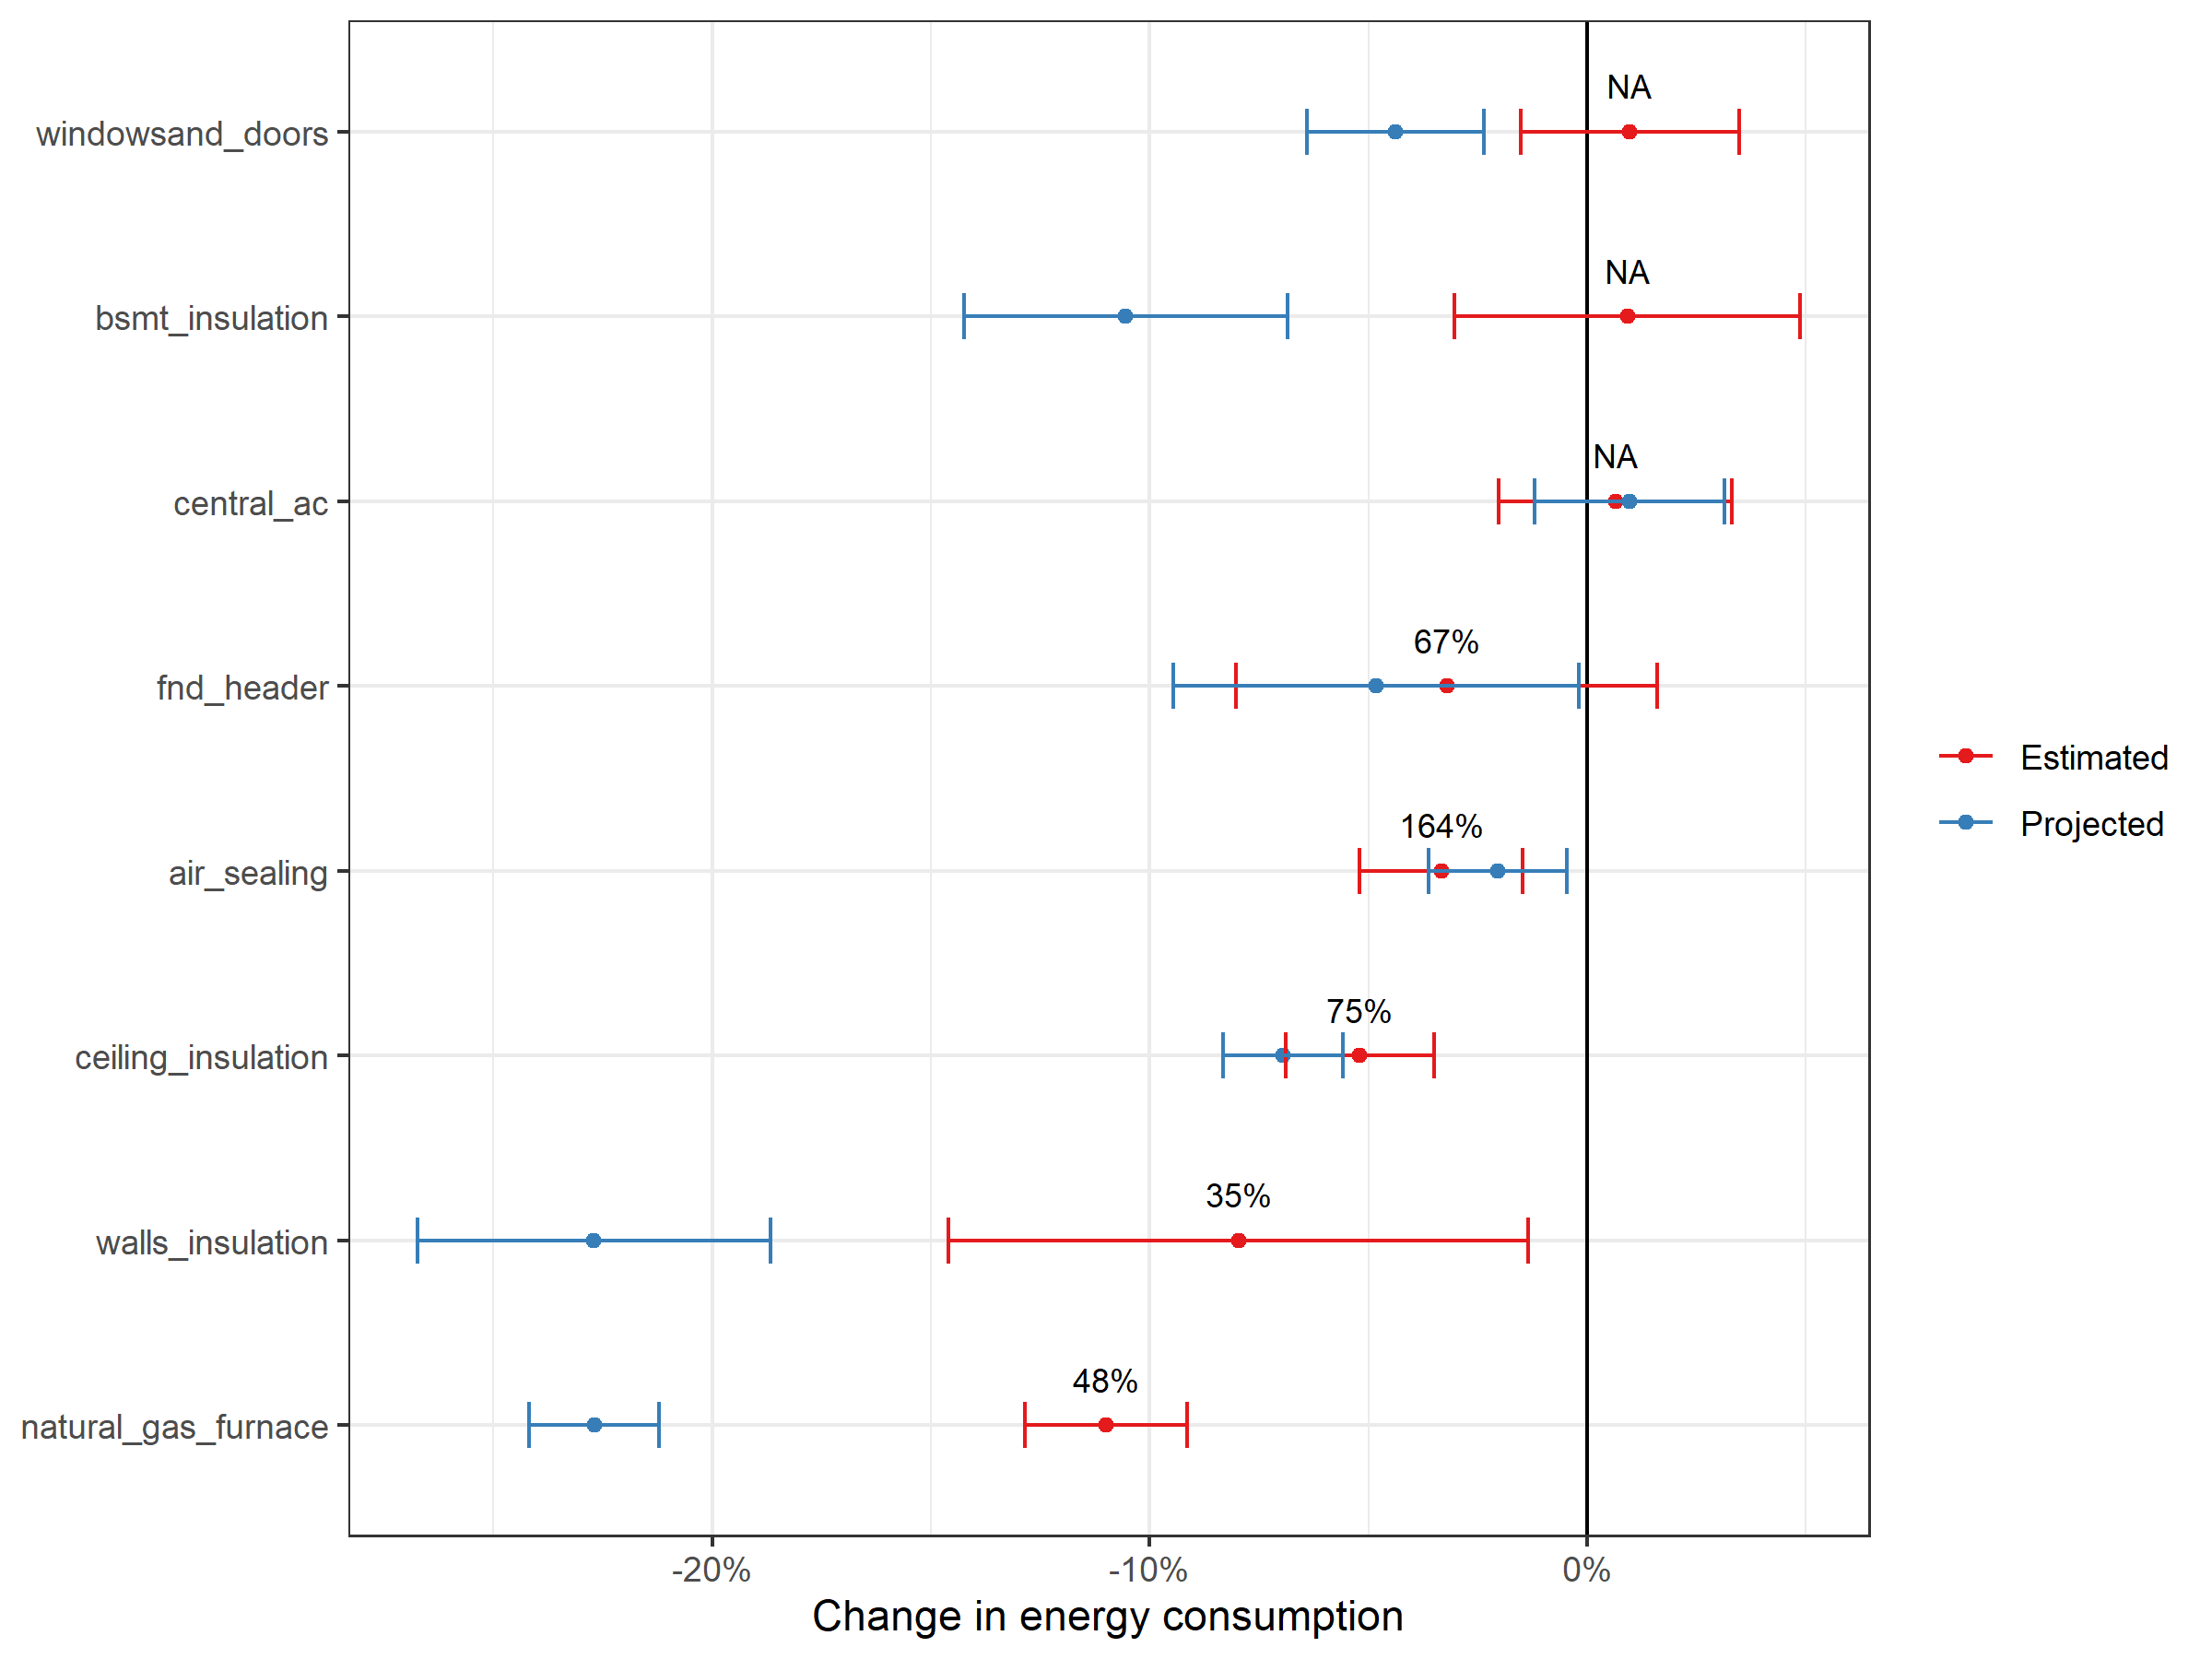 windowsand_doors
NA
bsmt_insulation
NA
central_ac
NA
fnd_header
67%
air_sealing
164%
ceiling_insulation
75%
walls_insulation
35%
natural_gas_furnace
48%
-20%
-10%
0%
Change in energy consumption
Estimated
Projected